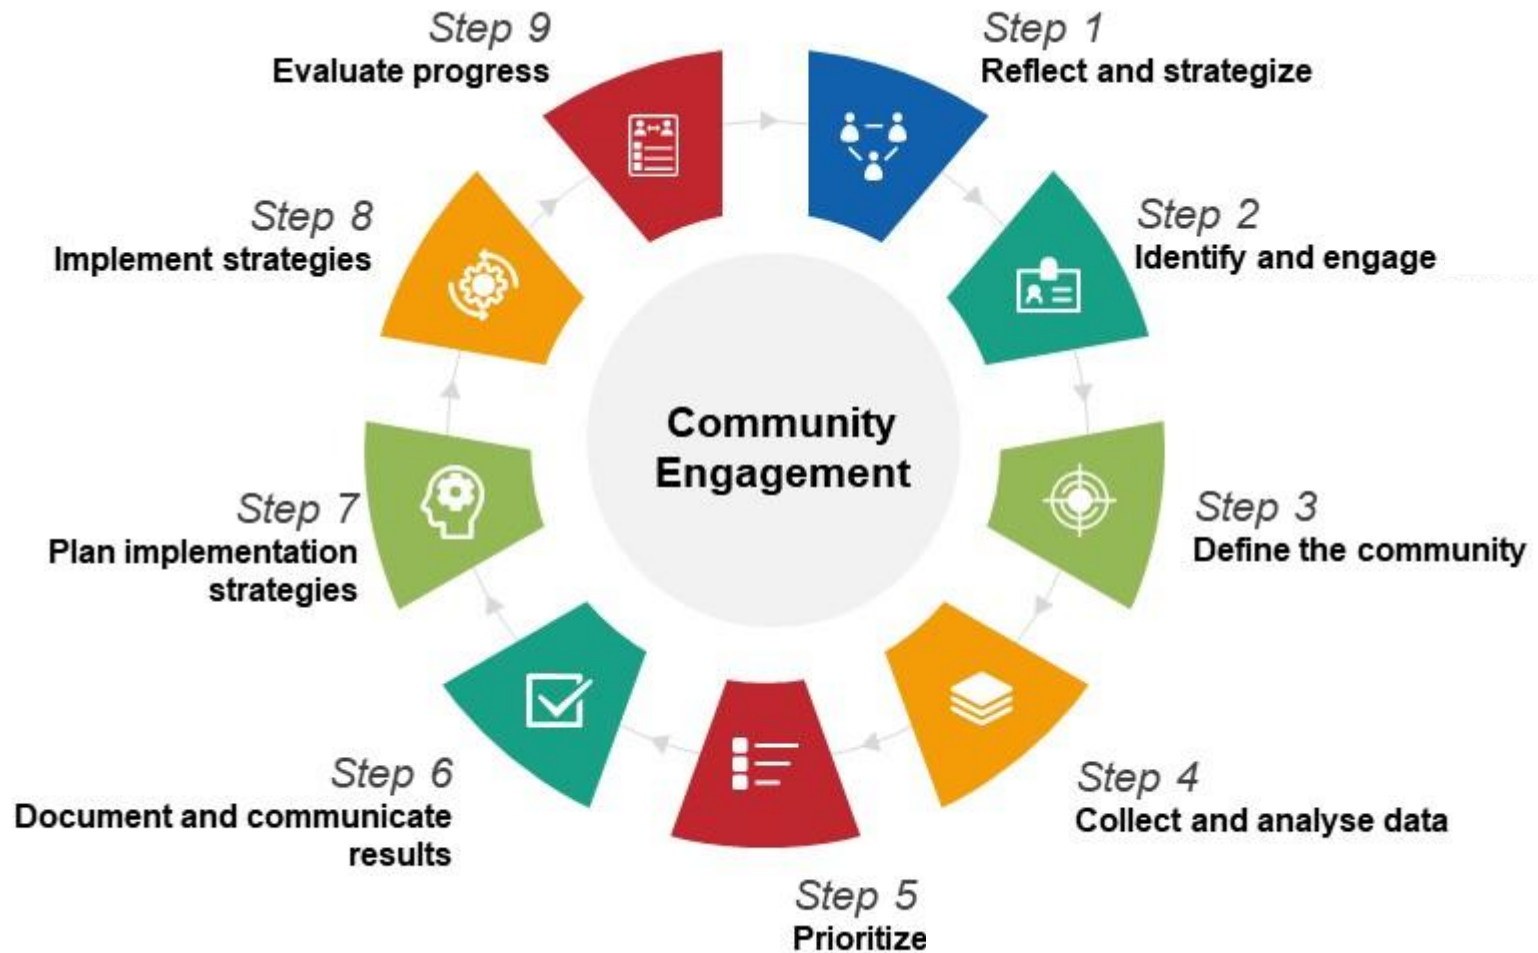 Step 1
Reflect and strategize
Step 2
Identify and engage
Step 3
Define the community
Step 4
Collect and analyse data
Step 5
Prioritize
Step 6
Document and communicate
results
Step 7
Plan implementation
strategies
Step 8
Implement strategies
Step 9
Evaluate progress
Community
Engagement